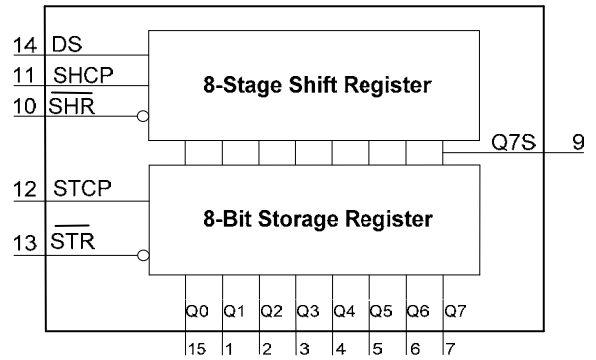 14 DS
11 SHCP
8-Stage Shift Register
10 SHR
Q7S 9
12 STCP
8-Bit Storage Register
13 STR
Q0 Q1 Q2 Q3 Q4 Q5 Q6 Q7
15 1 2 3 4 5 6 7